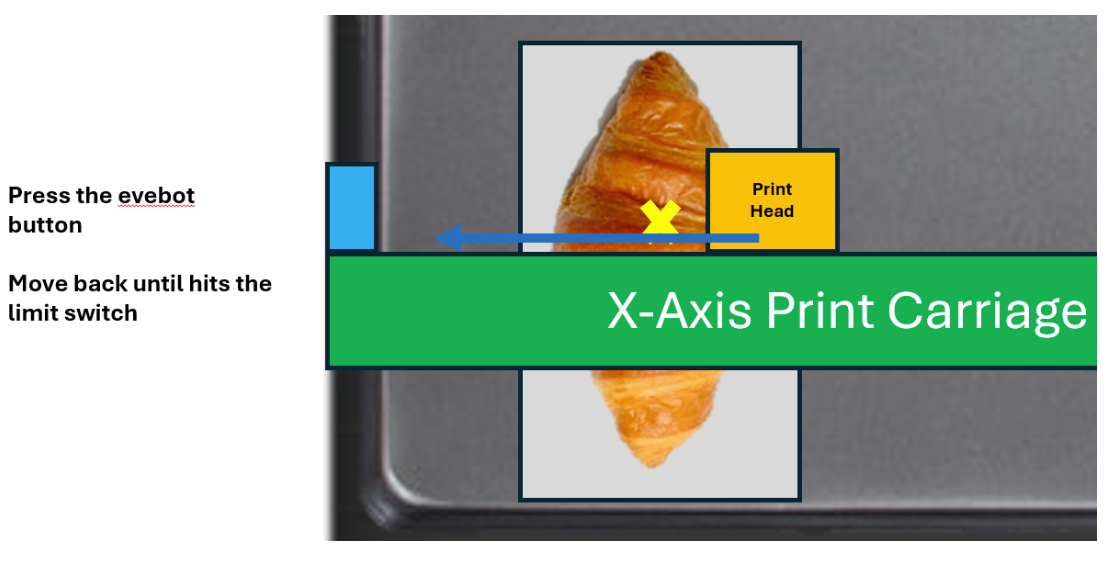 Press the evebot
button
Move back until hits the
limit switch
Print
Head
X-Axis Print Carriage